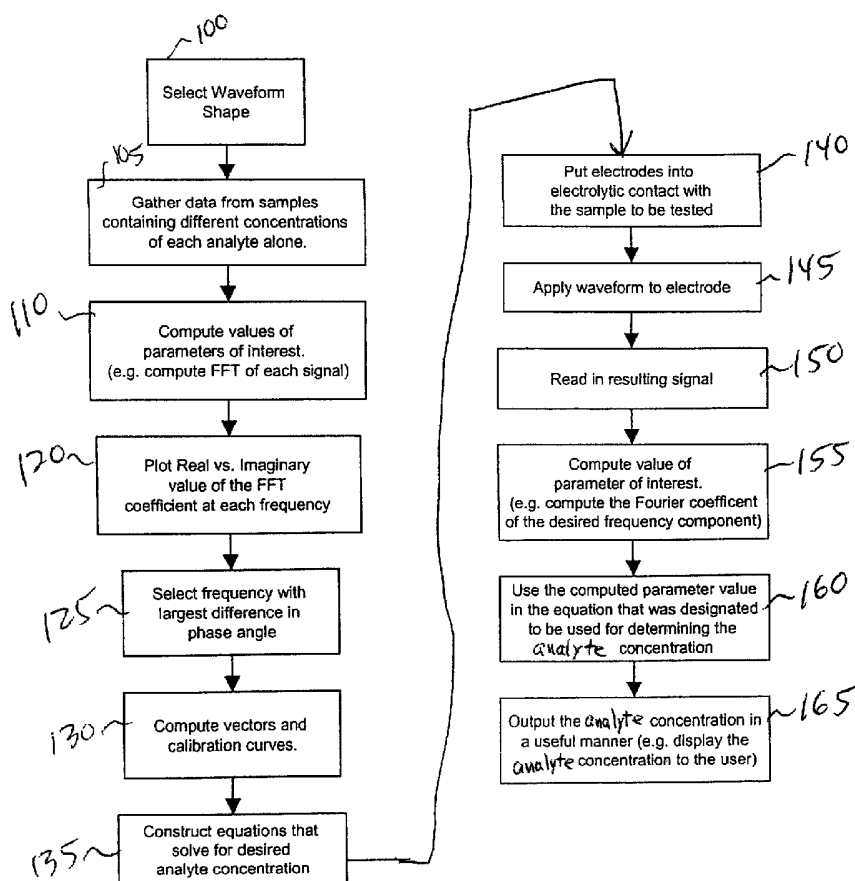 100
Select Waveform
Shape
105
Gather data from samples
containing different concentrations
of each analyte alone.
110
Compute values of
parameters of interest.
(e.g. compute FFT of each signal)
120
Plot Real vs. Imaginary
value of the FFT
coefficient at each frequency
125
Select frequency with
largest difference in
phase angle
130
Compute vectors and
calibration curves.
135
Construct equations that
solve for desired
analyte concentration
140
Put electrodes into
electrolytic contact with
the sample to be tested
145
Apply waveform to electrode
150
Read in resulting signal
155
Compute value of
parameter of interest.
(e.g. compute the Fourier coefficent
of the desired frequency component)
160
Use the computed parameter value
in the equation that was designated
to be used for determining the
analyte concentration
165
Output the analyte concentration in
a useful manner (e.g. display the
analyte concentration to the user)